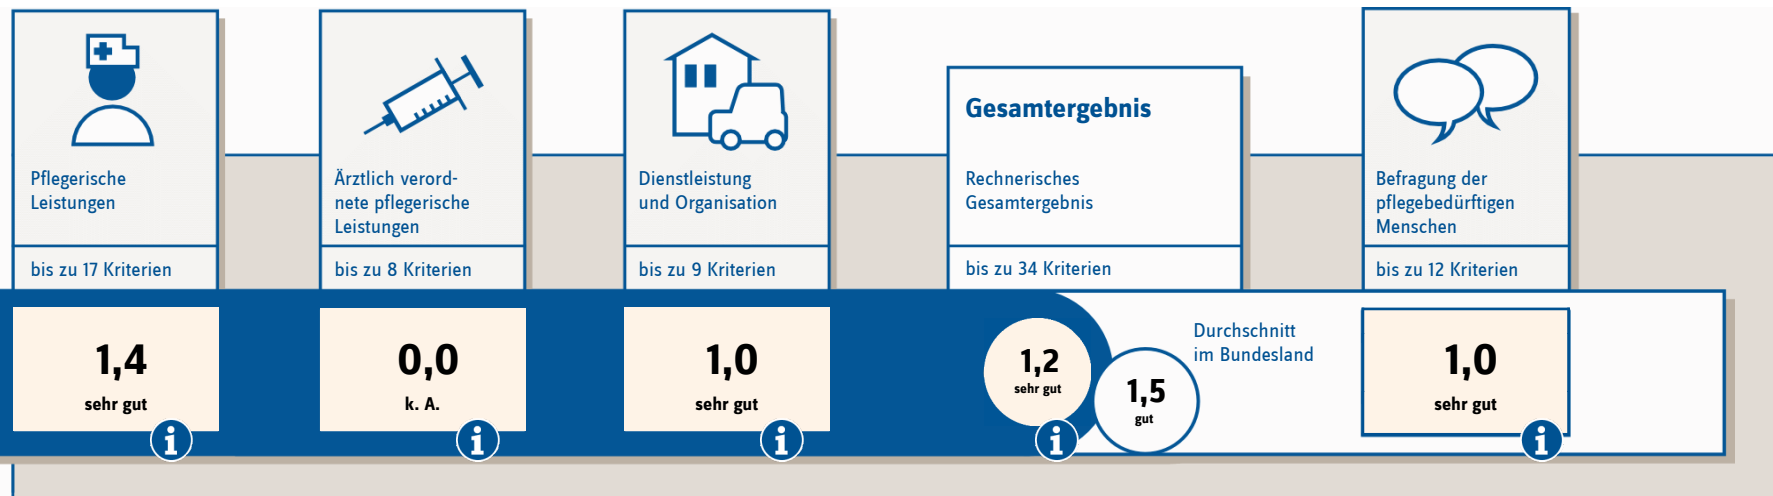 Pflegerische
Leistungen
bis zu 17 Kriterien
1,4
sehr gut
i
Ärztlich verord-
nete pflegerische
Leistungen
bis zu 8 Kriterien
0,0
k. A.
i
Dienstleistung
und Organisation
bis zu 9 Kriterien
1,0
sehr gut
i
Gesamtergebnis
Rechnerisches
Gesamtergebnis
bis zu 34 Kriterien
1,2
sehr gut
i
1,5
gut
Durchschnitt
im Bundesland
Befragung der
pflegebedürftigen
Menschen
bis zu 12 Kriterien
1,0
sehr gut
i